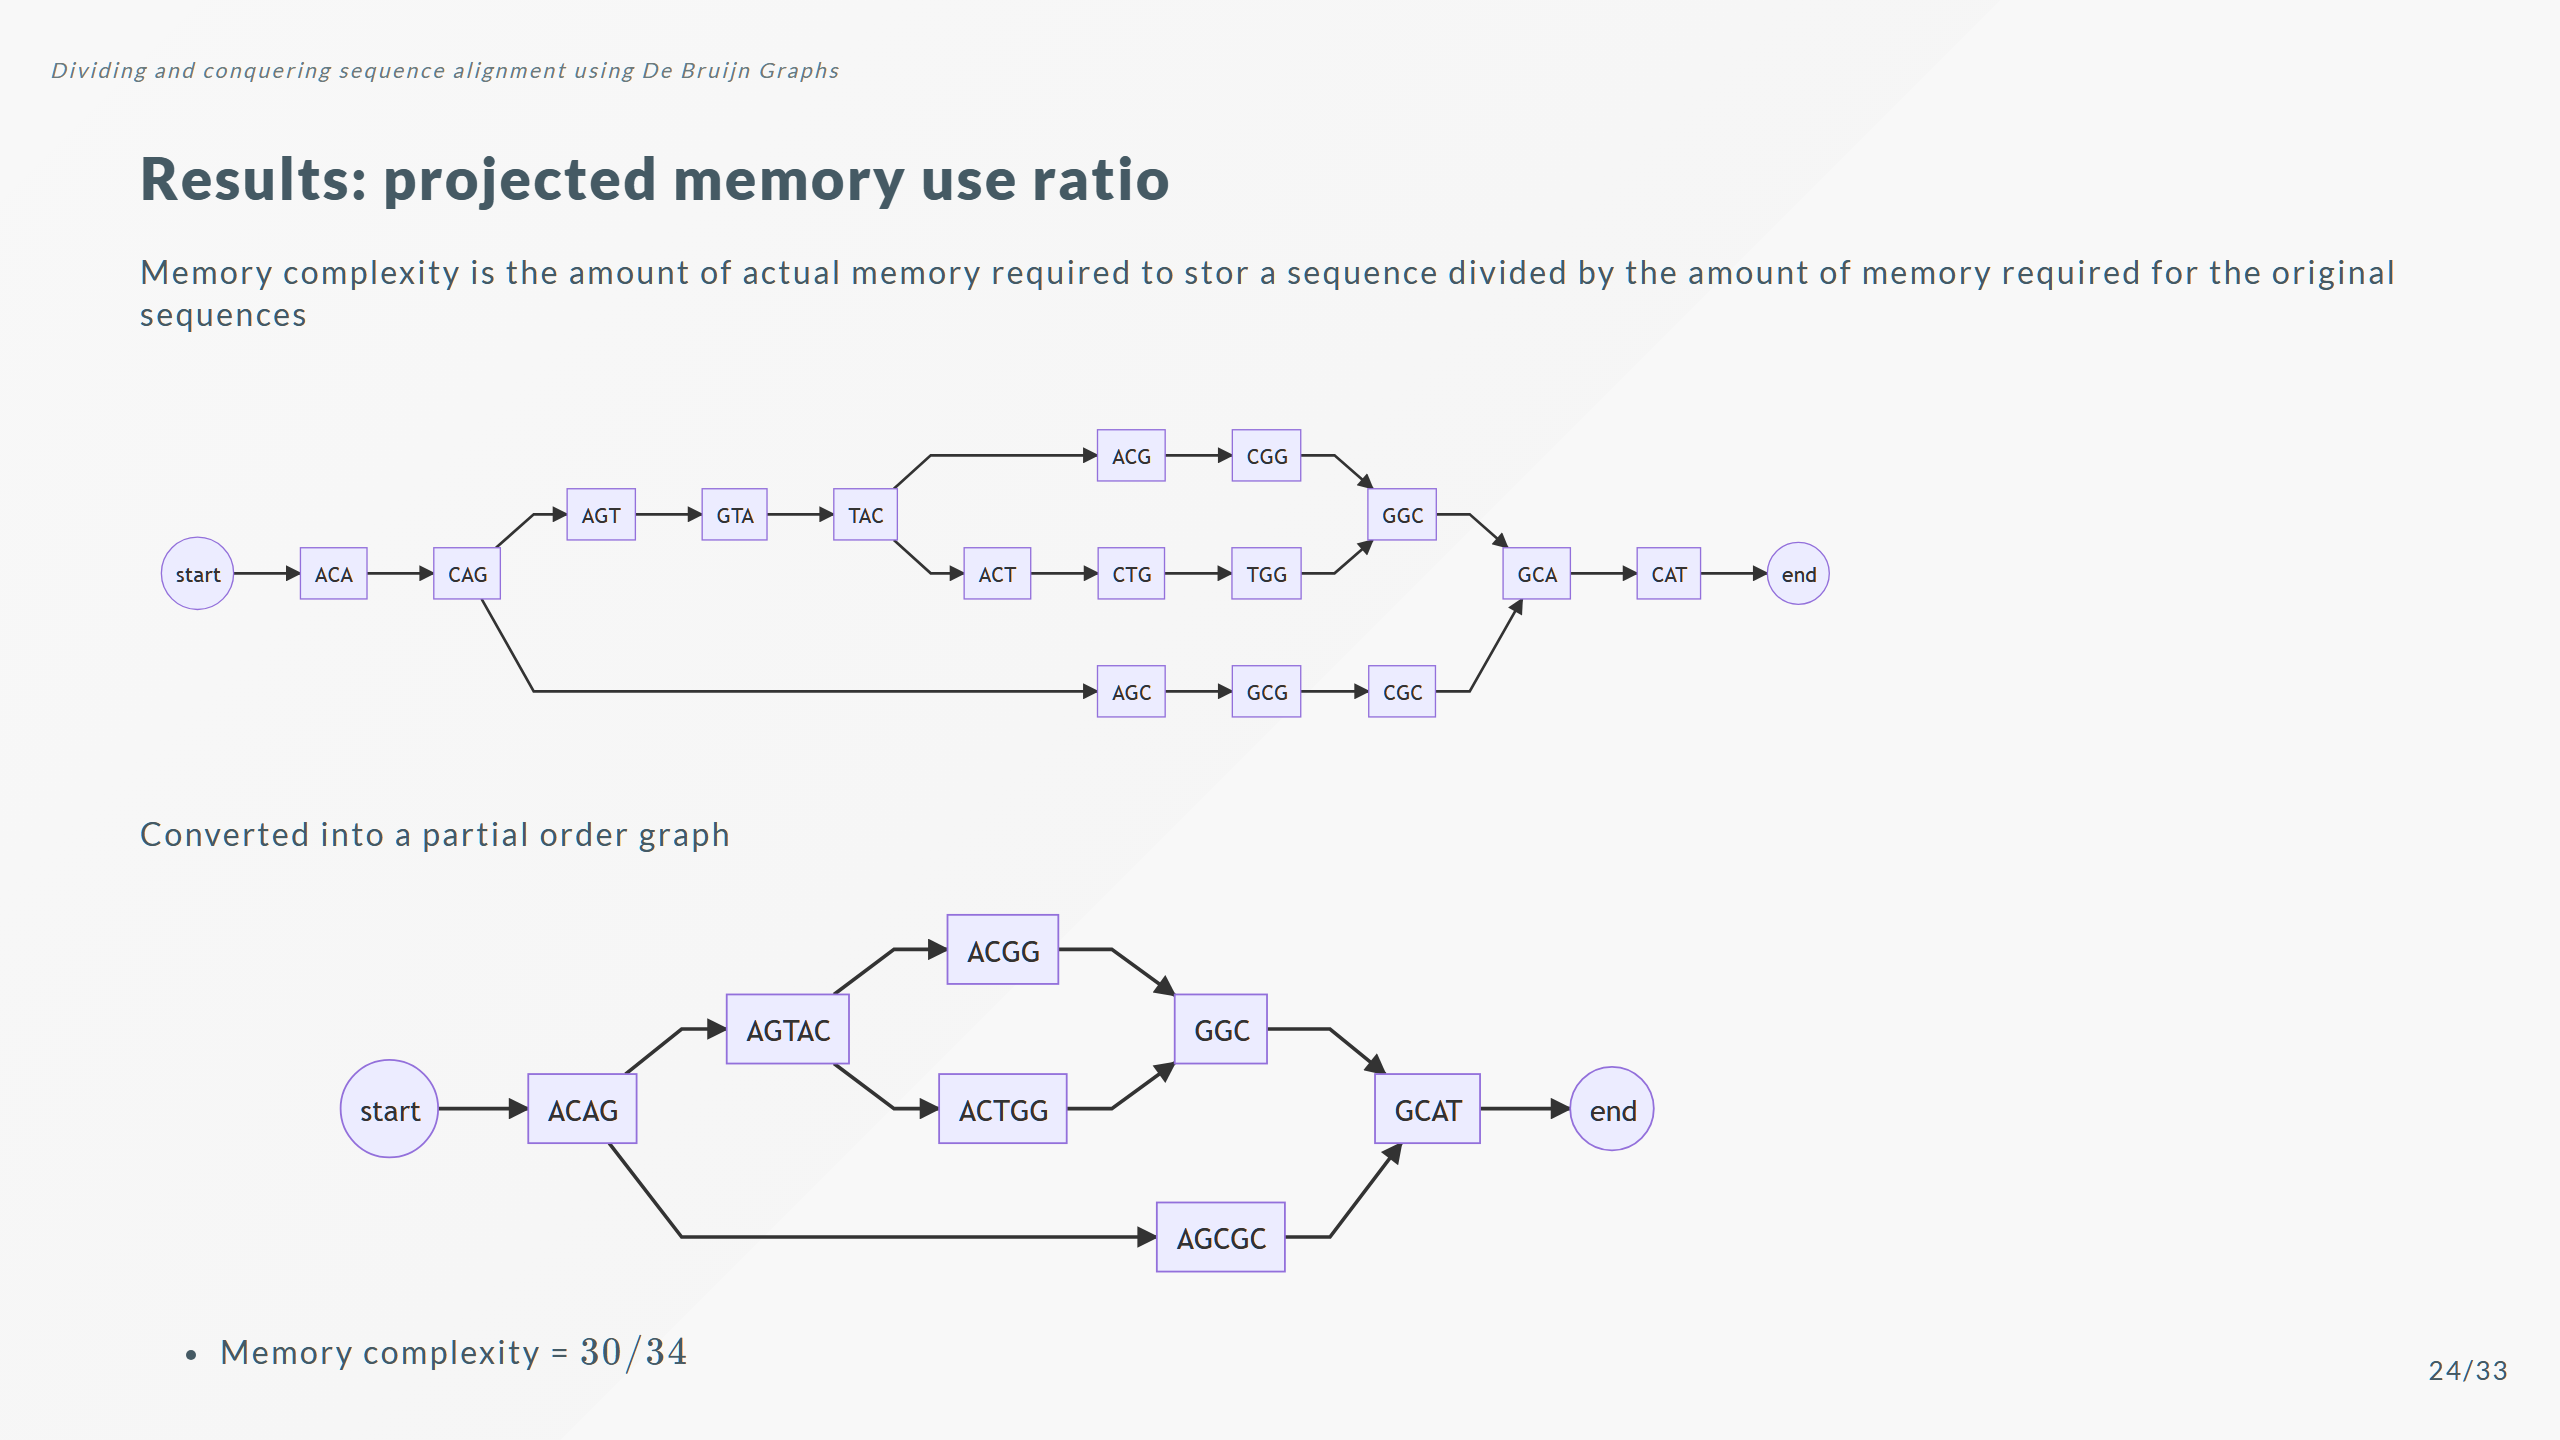 Dividing and conquering sequence alignment using De Bruijn Graphs
Results: projected memory use ratio
Memory complexity is the amount of actual memory required to stor a sequence divided by the amount of memory required for the original
sequences
ACG CGG
AGT GTA TAC GGC
start ACA CAG ACT CTG TGG GCA CAT end
AGC GCG CGC
Converted into a partial order graph
ACGG
AGTAC GGC
start ACAG ACTGG GCAT end
AGCGC
• Memory complexity = 30/34
24/33